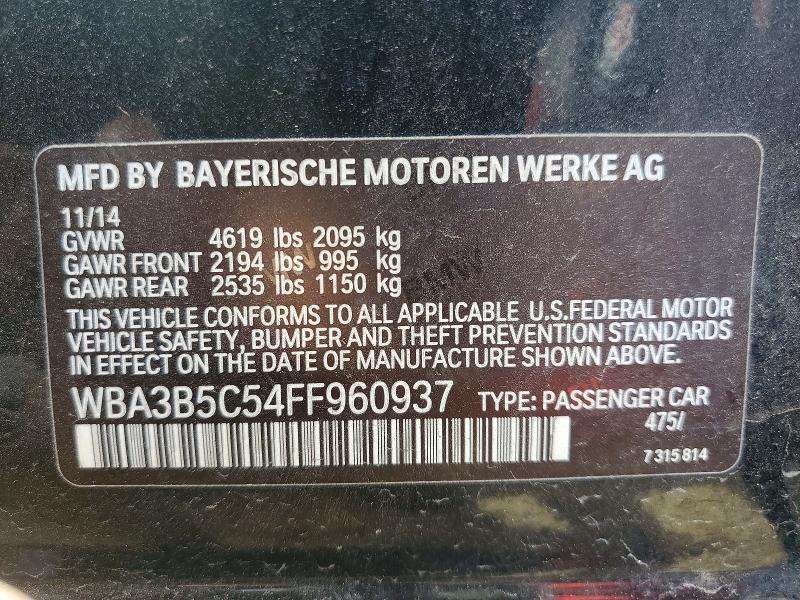 MFD BY BAYERISCHE MOTOREN WERKE AG
11/14
GVWR 4619 lbs 2095 kg
GAWR FRONT 2194 lbs 995 kg
GAWR REAR 2535 lbs 1150 kg
BMW
THIS VEHICLE CONFORMS TO ALL APPLICABLE U.S.FEDERAL MOTOR
VEHICLE SAFETY, BUMPER AND THEFT PREVENTION STANDARDS
IN EFFECT ON THE DATE OF MANUFACTURE SHOWN ABOVE.
WBA3B5C54FF960937 TYPE: PASSENGER CAR
475/
7 315 814